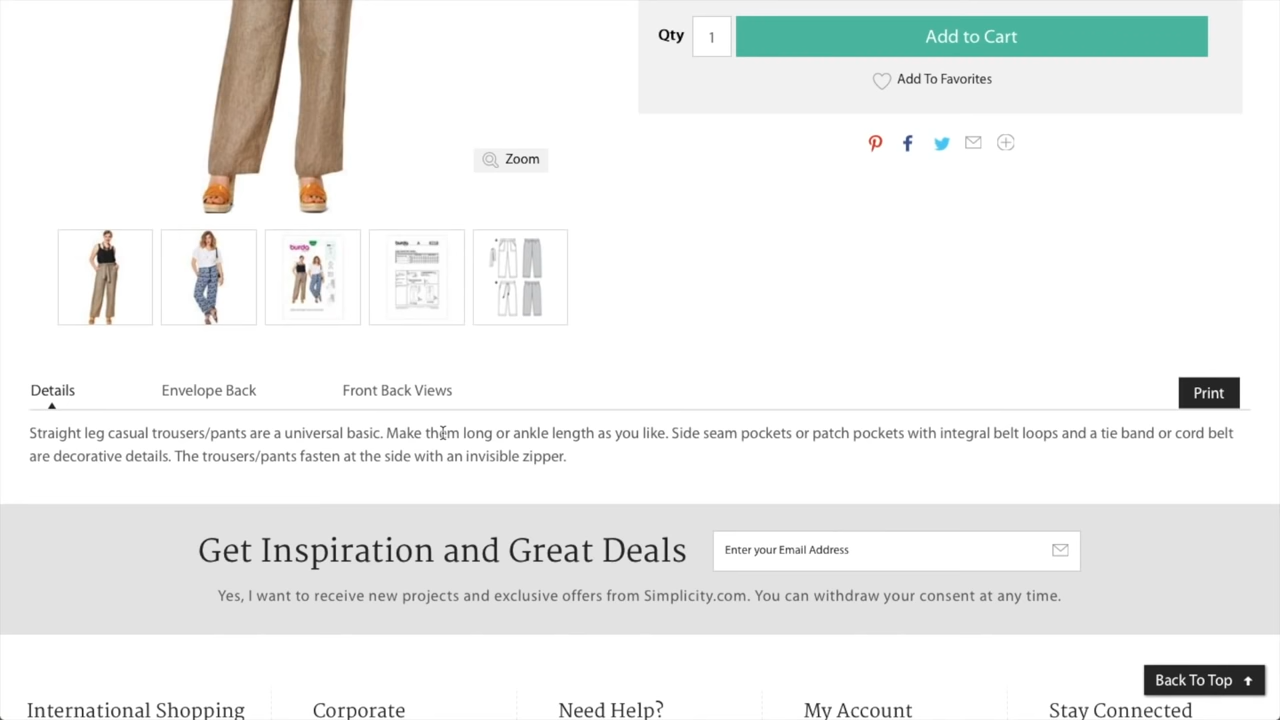 Qty 1 Add to Cart
Add To Favorites
Zoom
burda
Details Envelope Back Front Back Views Print
Straight leg casual trousers/pants are a universal basic. Make them long or ankle length as you like. Side seam pockets or patch pockets with integral belt loops and a tie band or cord belt
are decorative details. The trousers/pants fasten at the side with an invisible zipper.
Get Inspiration and Great Deals Enter your Email Address
Yes, I want to receive new projects and exclusive offers from Simplicity.com. You can withdraw your consent at any time.
Back To Top
International Shopping Corporate Need Help? My Account Stay Connected